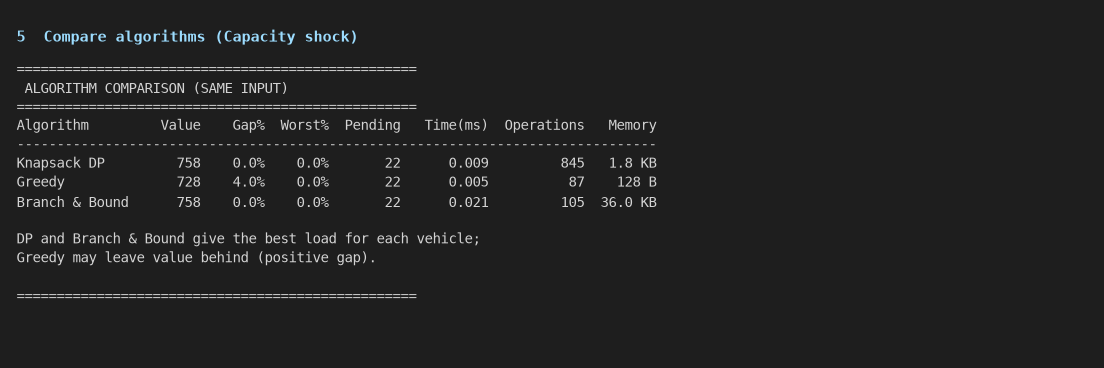 5  Compare algorithms (Capacity shock)
==================================================
 ALGORITHM COMPARISON (SAME INPUT)
==================================================
Algorithm         Value    Gap%  Worst%  Pending   Time(ms)  Operations   Memory
--------------------------------------------------------------------------------
Knapsack DP         758    0.0%    0.0%       22      0.009         845   1.8 KB
Greedy              728    4.0%    0.0%       22      0.005          87    128 B
Branch & Bound      758    0.0%    0.0%       22      0.021         105  36.0 KB
DP and Branch & Bound give the best load for each vehicle;
Greedy may leave value behind (positive gap).
==================================================